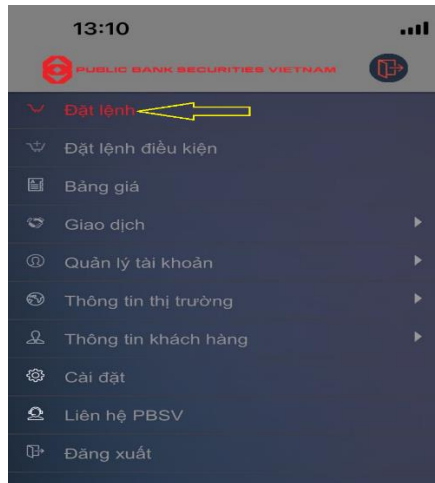 13:10
PUBLIC BANK SECURITIES VIETNAM
Đặt lệnh
Đặt lệnh điều kiện
Bảng giá
Giao dịch
Quản lý tài khoản
Thông tin thị trường
Thông tin khách hàng
Cài đặt
Liên hệ PBSV
Đăng xuất